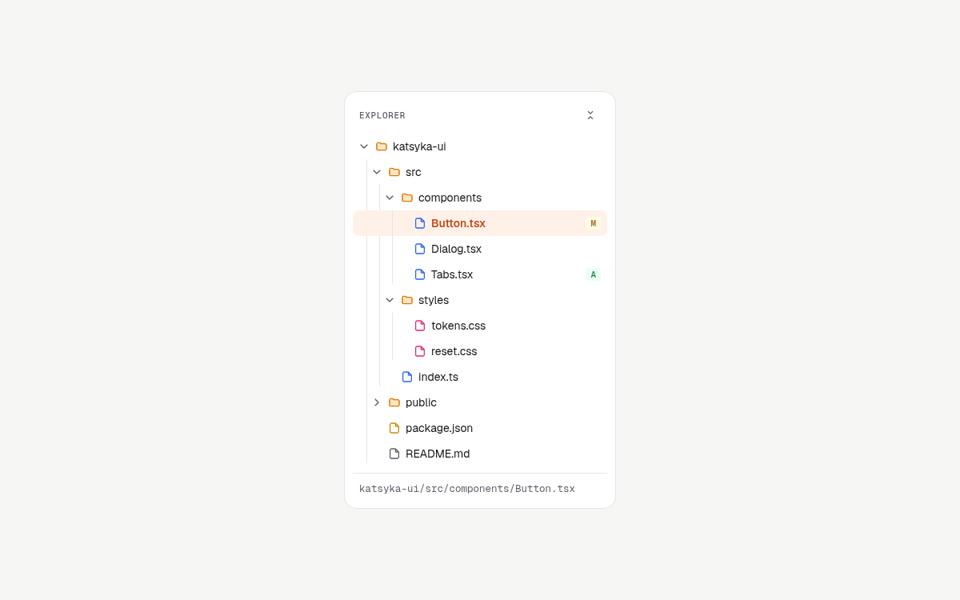 EXPLORER
katsyka-ui
src
components
Button.tsx M
Dialog.tsx
Tabs.tsx A
styles
tokens.css
reset.css
index.ts
public
package.json
README.md
katsyka-ui/src/components/Button.tsx